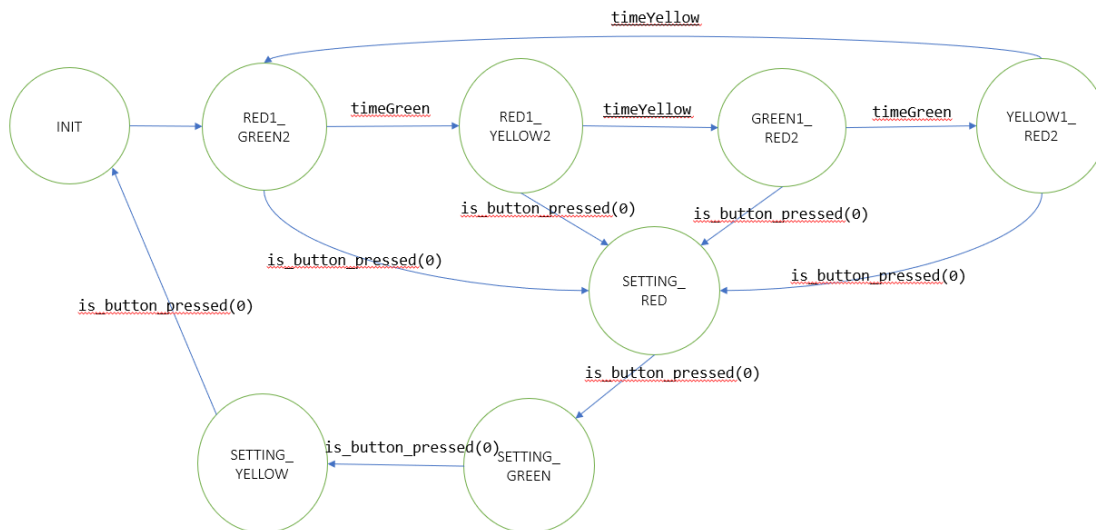 timeYellow
INIT
RED1_
GREEN2
timeGreen
RED1_
YELLOW2
timeYellow
GREEN1_
RED2
timeGreen
YELLOW1_
RED2
is_button_pressed(0)
is_button_pressed(0)
is_button_pressed(0)
is_button_pressed(0)
SETTING_
RED
is_button_pressed(0)
is_button_pressed(0)
SETTING_
YELLOW
is_button_pressed(0)
SETTING_
GREEN